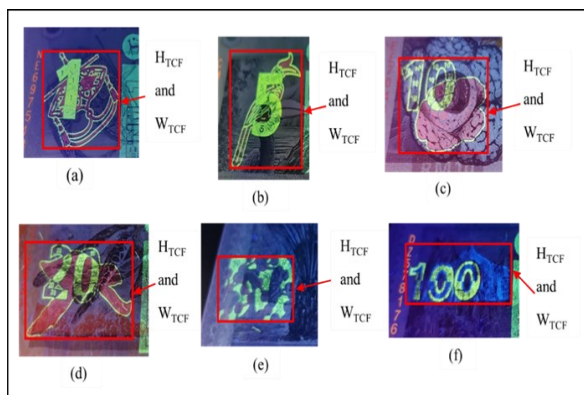 1
H_TCF
and
W_TCF
(a)
5
H_TCF
and
W_TCF
(b)
10
H_TCF
and
W_TCF
(c)
20
H_TCF
and
W_TCF
(d)
H_TCF
and
W_TCF
(e)
100
H_TCF
and
W_TCF
(f)